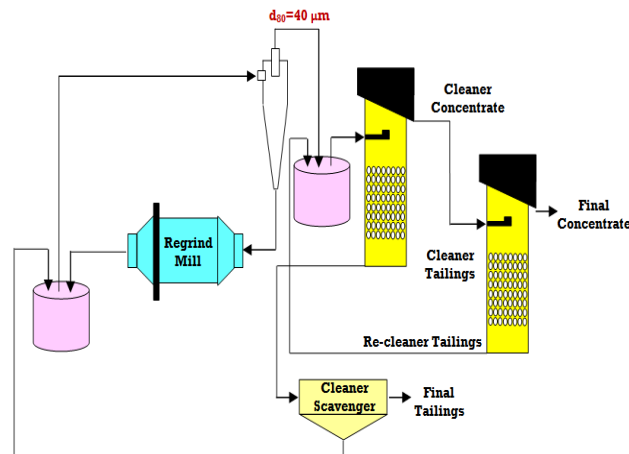 d80=40 μm
Cleaner
Concentrate
Final
Concentrate
Regrind
Mill
Cleaner
Tailings
Re-cleaner Tailings
Cleaner
Scavenger
Final
Tailings